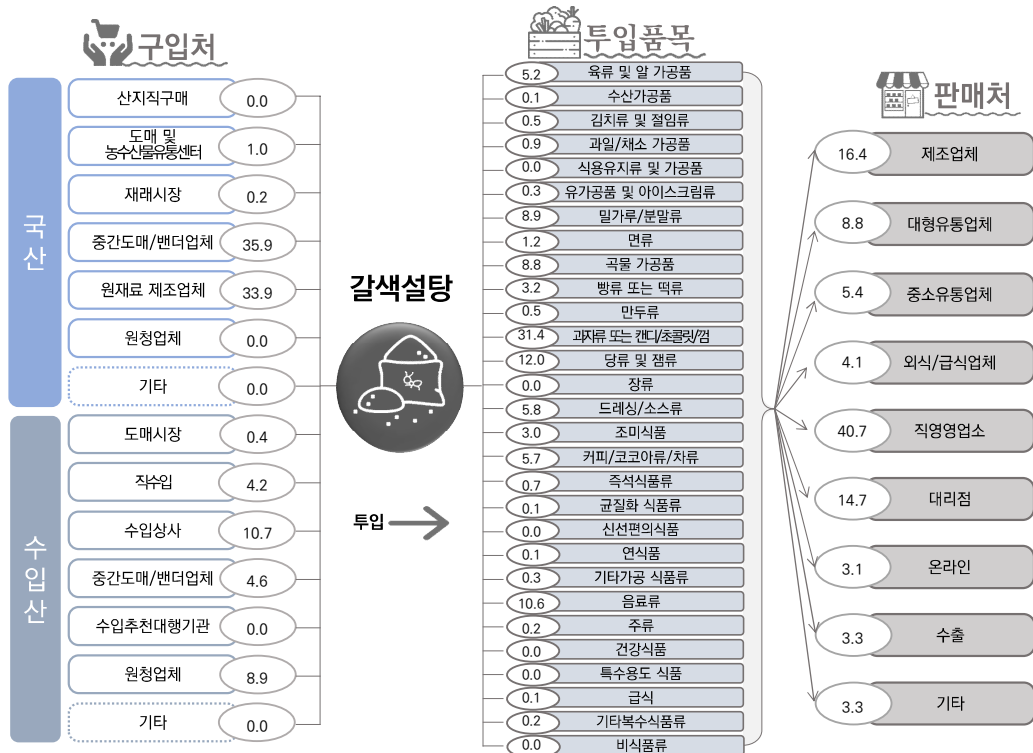 구입처
국산
산지직구매 0.0
도매 및
농수산물유통센터 1.0
재래시장 0.2
중간도매/밴더업체 35.9
원재료 제조업체 33.9
원청업체 0.0
기타 0.0
수입산
도매시장 0.4
직수입 4.2
수입상사 10.7
중간도매/밴더업체 4.6
수입추천대행기관 0.0
원청업체 8.9
기타 0.0
갈색설탕
투입
투입품목
5.2 육류 및 알 가공품
0.1 수산가공품
0.5 김치류 및 절임류
0.9 과일/채소 가공품
0.0 식용유지류 및 가공품
0.3 유가공품 및 아이스크림류
8.9 밀가루/분말류
1.2 면류
8.8 곡물 가공품
3.2 빵류 또는 떡류
0.5 만두류
31.4 과자류 또는 캔디/초콜릿/껌
12.0 당류 및 잼류
0.0 장류
5.8 드레싱/소스류
3.0 조미식품
5.7 커피/코코아류/차류
0.7 즉석식품류
0.1 균질화 식품류
0.0 신선편의식품
0.1 연식품
0.3 기타가공 식품류
10.6 음료류
0.2 주류
0.0 건강식품
0.0 특수용도 식품
0.1 급식
0.2 기타복수식품류
0.0 비식품류
판매처
16.4 제조업체
8.8 대형유통업체
5.4 중소유통업체
4.1 외식/급식업체
40.7 직영영업소
14.7 대리점
3.1 온라인
3.3 수출
3.3 기타